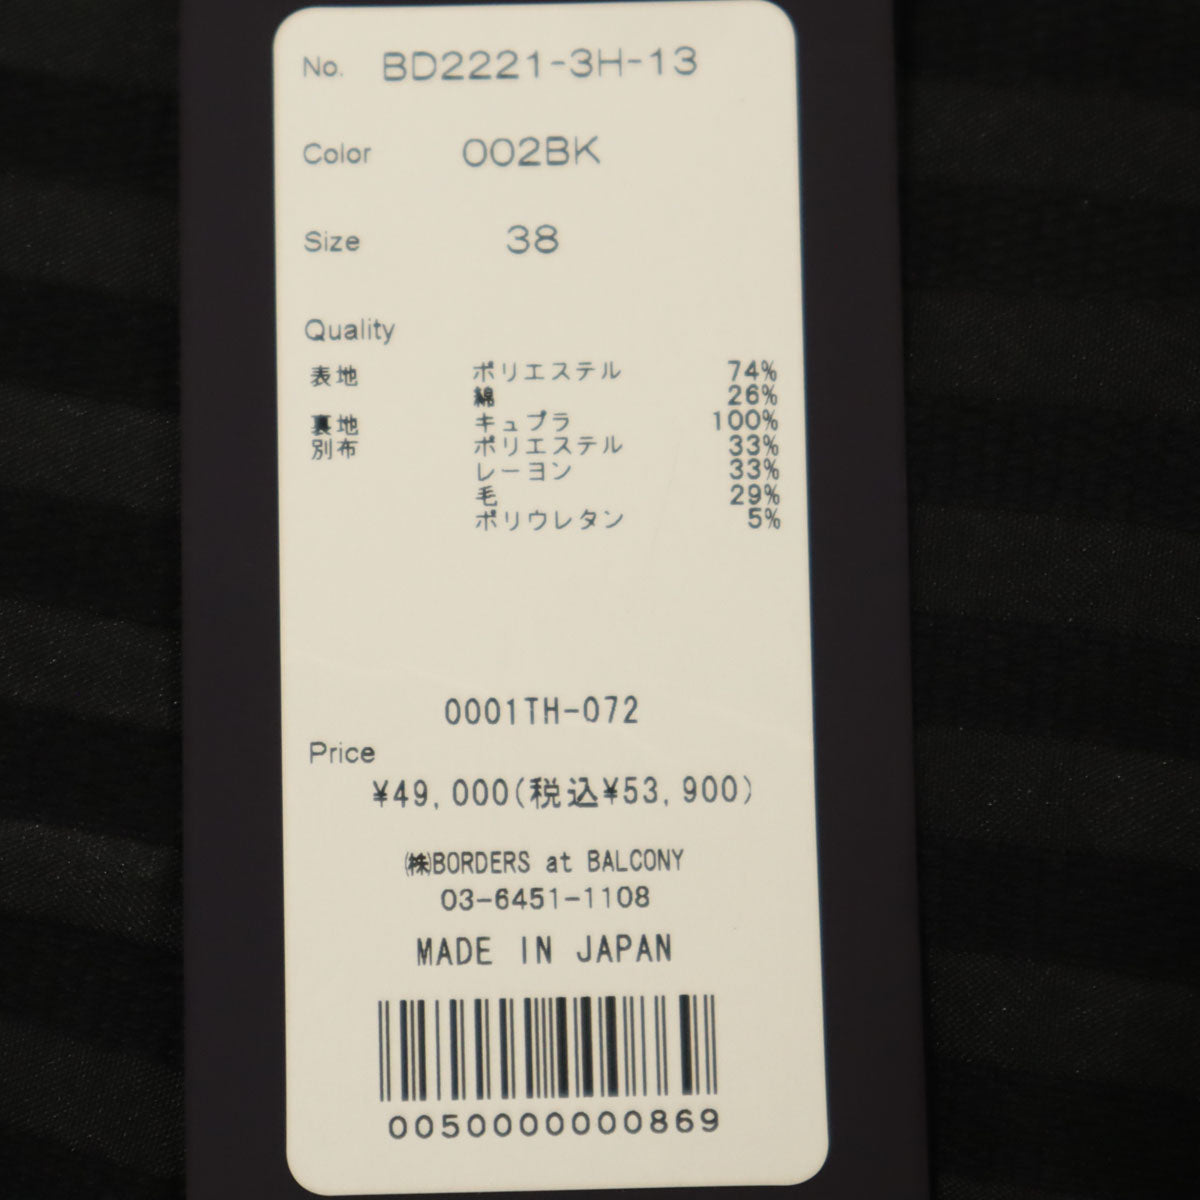 No. BD2221-3H-13
Color 002BK
Size 38
Quality
表地 ポリエステル 74%
綿 26%
裏地 キュプラ 100%
別布 ポリエステル 33%
レーヨン 33%
毛 29%
ポリウレタン 5%
0001TH-072
Price
¥49,000(税込¥53,900)
㈱BORDERS at BALCONY
03-6451-1108
MADE IN JAPAN
0050000000869